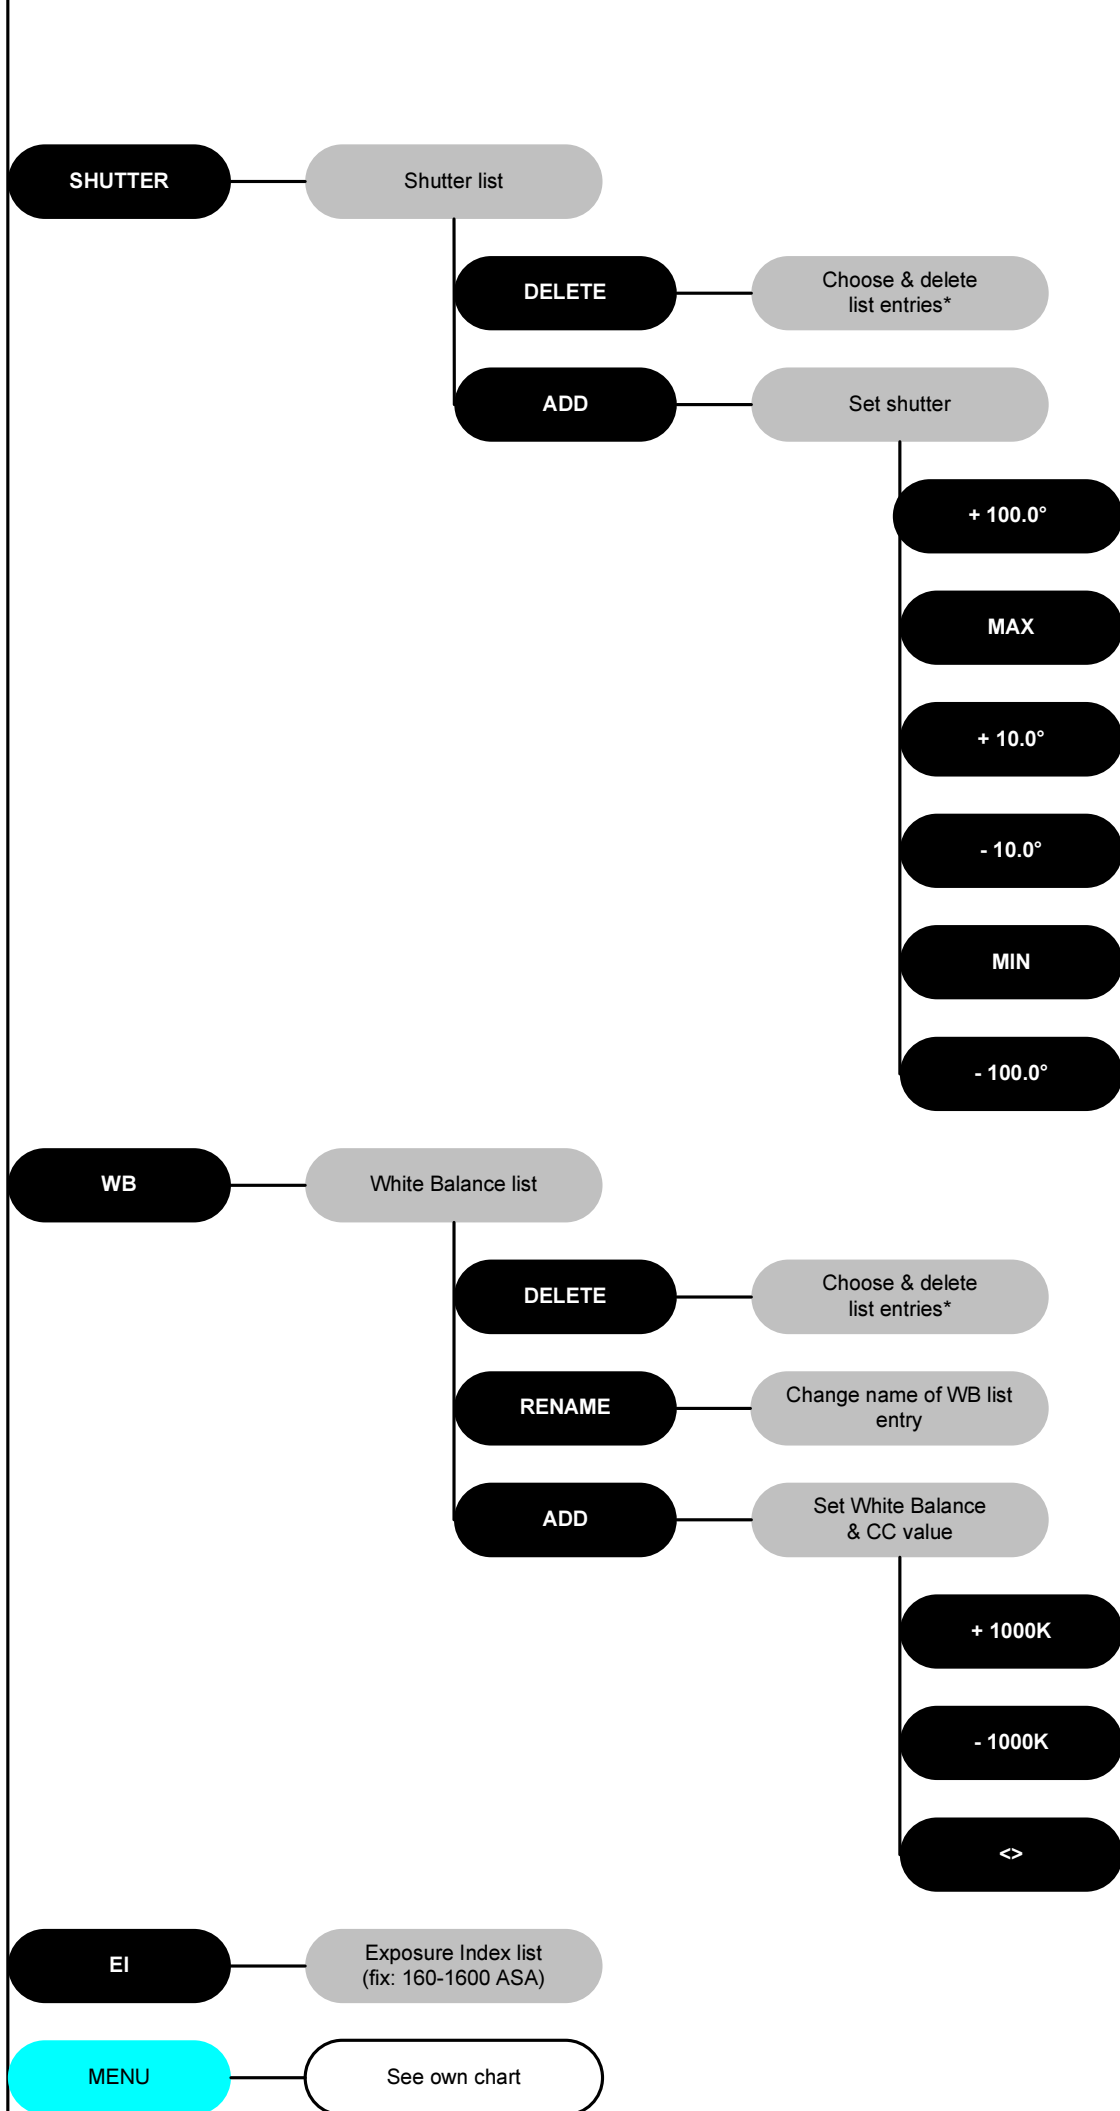 SHUTTER
Shutter list
DELETE
Choose & delete
list entries*
ADD
Set shutter
+ 100.0°
MAX
+ 10.0°
- 10.0°
MIN
- 100.0°
WB
White Balance list
DELETE
Choose & delete
list entries*
RENAME
Change name of WB list
entry
ADD
Set White Balance
& CC value
+ 1000K
- 1000K
<>
EI
Exposure Index list
(fix: 160-1600 ASA)
MENU
See own chart